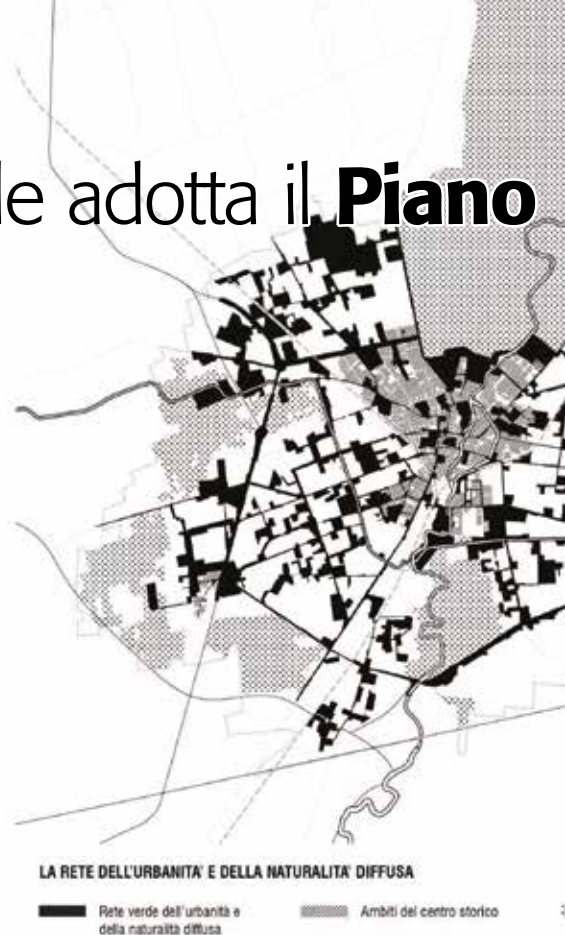 le adotta il Piano
LA RETE DELL'URBANITA' E DELLA NATURALITA' DIFFUSA
Rete verde dell'urbanità e
della naturalità diffusa
Ambiti del centro storico